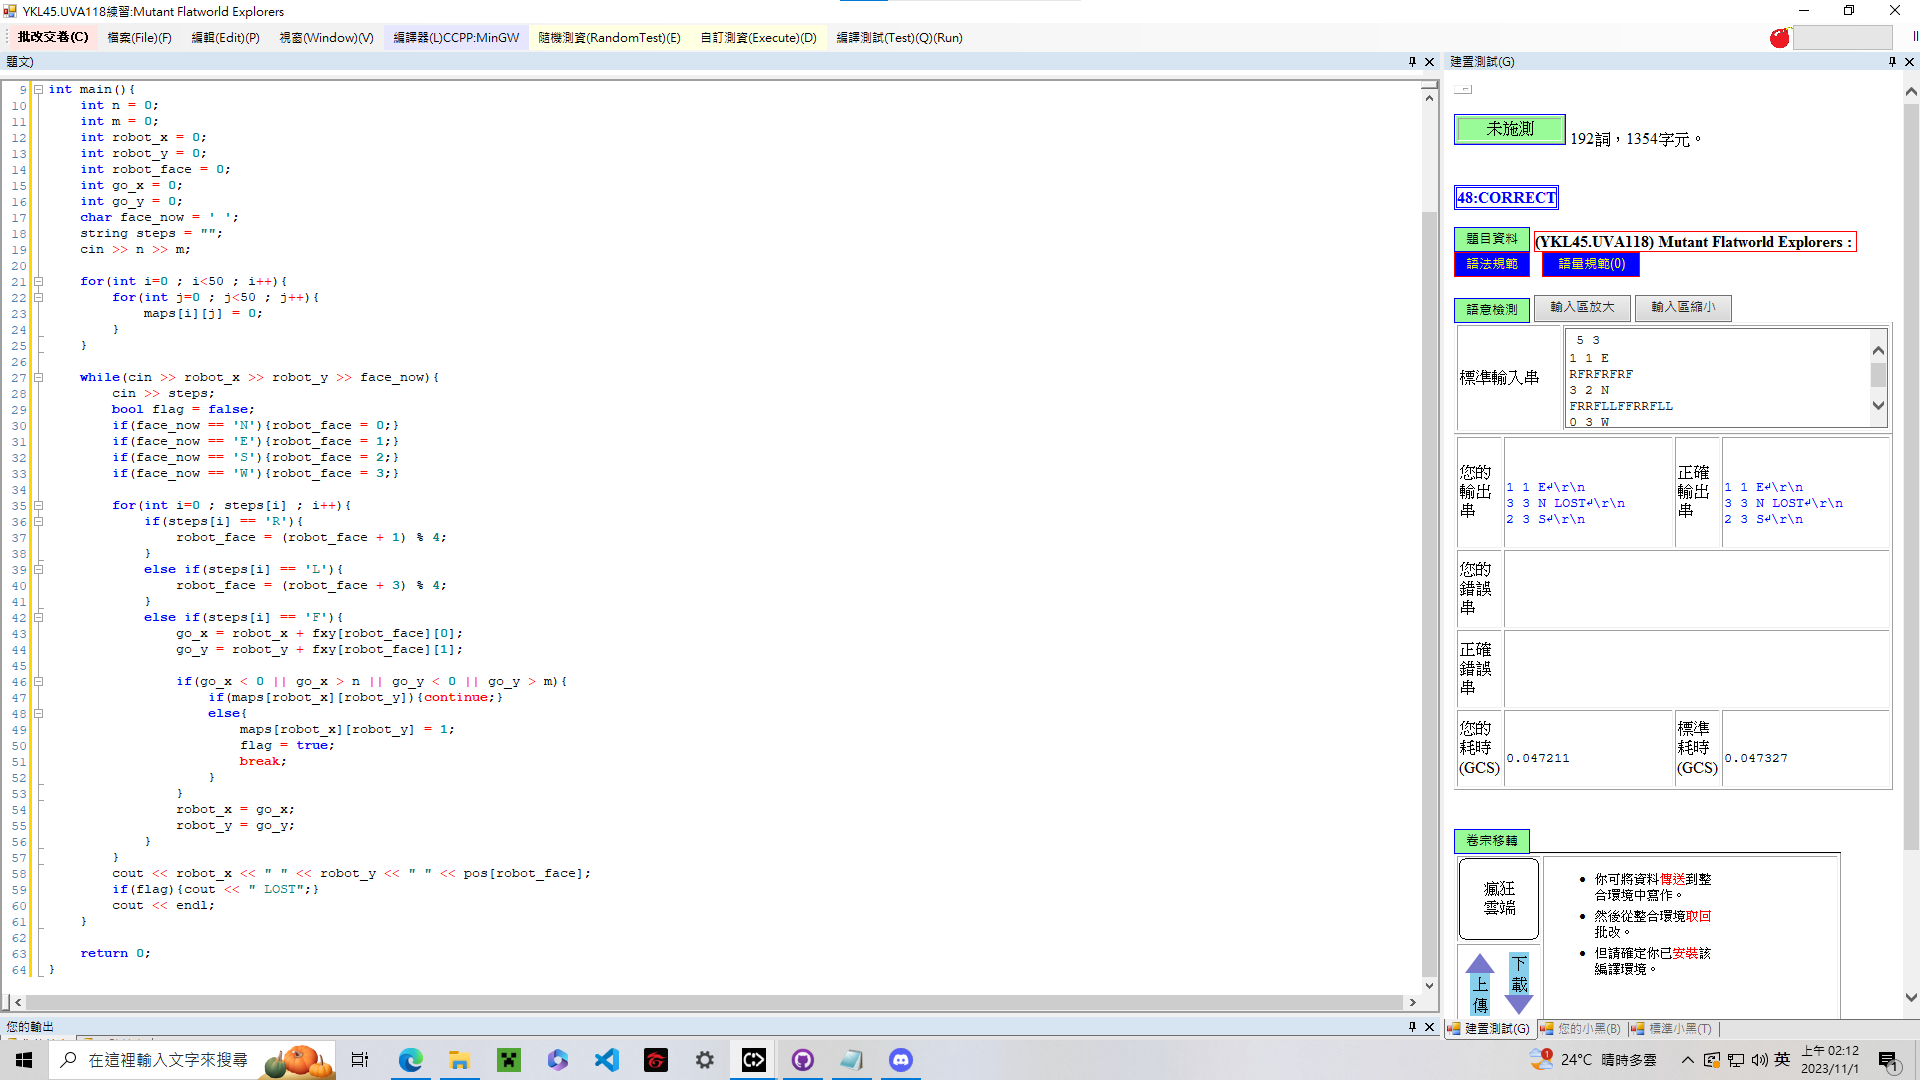 YKL45.UVA118練習:Mutant Flatworld Explorers
批改交卷(C) 檔案(File)(F) 編輯(Edit)(P) 視窗(Window)(V) 編譯器(L)CCPP:MinGW 隨機測資(RandomTest)(E) 自訂測資(Execute)(D) 編譯測試(Test)(Q)(Run)
題文)
9 int main(){
10 int n = 0;
11 int m = 0;
12 int robot_x = 0;
13 int robot_y = 0;
14 int robot_face = 0;
15 int go_x = 0;
16 int go_y = 0;
17 char face_now = ' ';
18 string steps = "";
19 cin >> n >> m;
20
21 for(int i=0 ; i<50 ; i++){
22 for(int j=0 ; j<50 ; j++){
23 maps[i][j] = 0;
24 }
25 }
26
27 while(cin >> robot_x >> robot_y >> face_now){
28 cin >> steps;
29 bool flag = false;
30 if(face_now == 'N'){robot_face = 0;}
31 if(face_now == 'E'){robot_face = 1;}
32 if(face_now == 'S'){robot_face = 2;}
33 if(face_now == 'W'){robot_face = 3;}
34
35 for(int i=0 ; steps[i] ; i++){
36 if(steps[i] == 'R'){
37 robot_face = (robot_face + 1) % 4;
38 }
39 else if(steps[i] == 'L'){
40 robot_face = (robot_face + 3) % 4;
41 }
42 else if(steps[i] == 'F'){
43 go_x = robot_x + fxy[robot_face][0];
44 go_y = robot_y + fxy[robot_face][1];
45
46 if(go_x < 0 || go_x > n || go_y < 0 || go_y > m){
47 if(maps[robot_x][robot_y]){continue;}
48 else{
49 maps[robot_x][robot_y] = 1;
50 flag = true;
51 break;
52 }
53 }
54 robot_x = go_x;
55 robot_y = go_y;
56 }
57 }
58 cout << robot_x << " " << robot_y << " " << pos[robot_face];
59 if(flag){cout << " LOST";}
60 cout << endl;
61 }
62
63 return 0;
64 }
您的輸出
建置測試(G)
未施測 192詞，1354字元。
48:CORRECT
題目資料 (YKL45.UVA118) Mutant Flatworld Explorers :
語法規範 語量規範(0)
語意檢測 輸入區放大 輸入區縮小
標準輸入串
5 3
1 1 E
RFRFRFRF
3 2 N
FRRFLLFFRRFLL
0 3 W
您的輸出串
1 1 E↵\r\n
3 3 N LOST↵\r\n
2 3 S↵\r\n
正確輸出串
1 1 E↵\r\n
3 3 N LOST↵\r\n
2 3 S↵\r\n
您的錯誤串
正確錯誤串
您的耗時(GCS) 0.047211 標準耗時(GCS) 0.047327
卷宗移轉
瘋狂雲端
上傳 下載
• 你可將資料傳送到整
合環境中寫作。
• 然後從整合環境取回
批改。
• 但請確定你已安裝該
編譯環境。
建置測試(G) 您的小黑(B) 標準小黑(T)
在這裡輸入文字來搜尋
1 24°C 晴時多雲 英 上午 02:12
2023/11/1 1